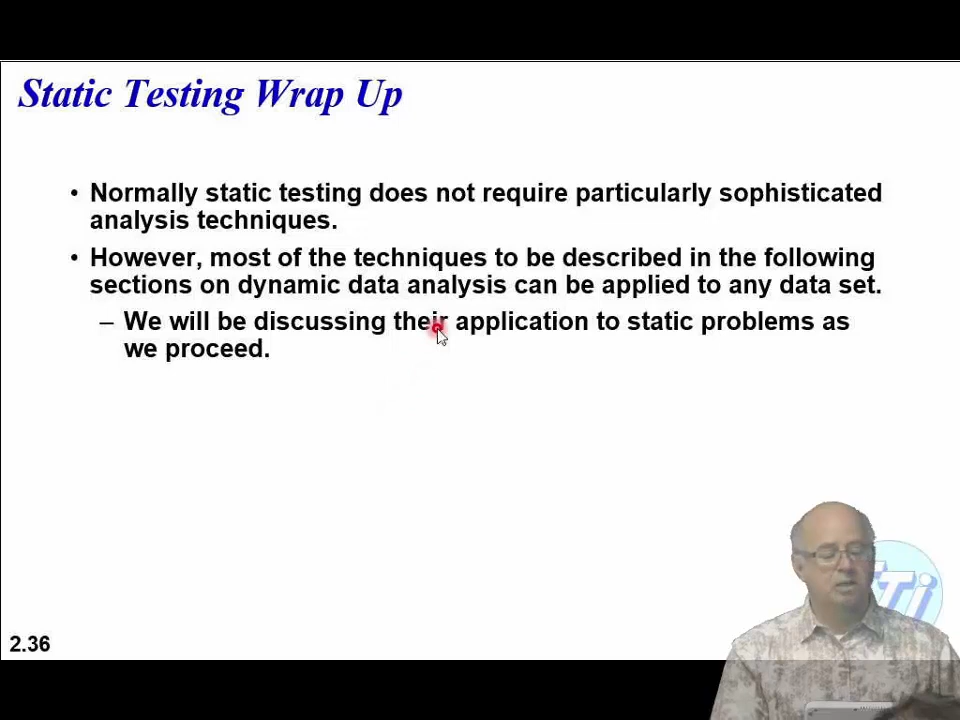 Static Testing Wrap Up
• Normally static testing does not require particularly sophisticated
analysis techniques.
• However, most of the techniques to be described in the following
sections on dynamic data analysis can be applied to any data set.
– We will be discussing their application to static problems as
we proceed.
2.36